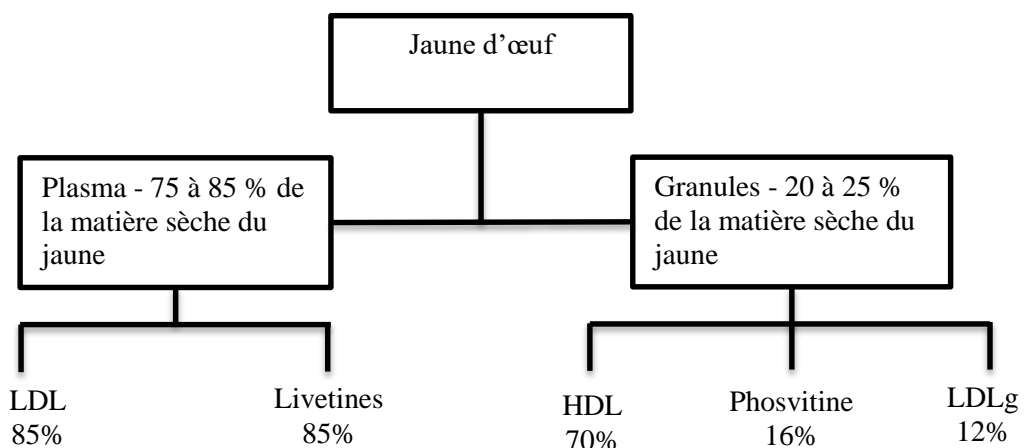 Jaune d’œuf
Plasma - 75 à 85 % de
la matière sèche du
jaune
Granules - 20 à 25 %
de la matière sèche du
jaune
LDL
85%
Livetines
85%
HDL
70%
Phosvitine
16%
LDLg
12%